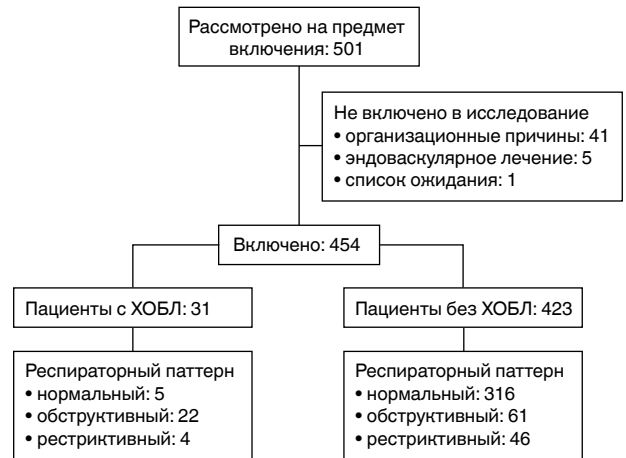 Рассмотрено на предмет
включения: 501
Не включено в исследование
• организационные причины: 41
• эндоваскулярное лечение: 5
• список ожидания: 1
Включено: 454
Пациенты с ХОБЛ: 31
Пациенты без ХОБЛ: 423
Респираторный паттерн
• нормальный: 5
• обструктивный: 22
• рестриктивный: 4
Респираторный паттерн
• нормальный: 316
• обструктивный: 61
• рестриктивный: 46